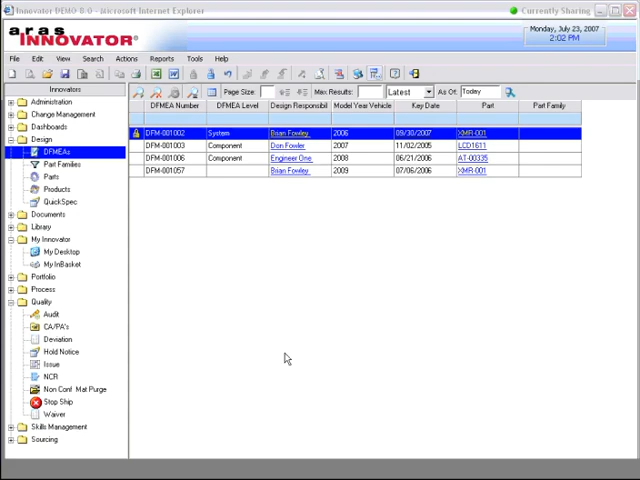 Innovator DEMO 8.0 - Microsoft Internet Explorer
Currently Sharing
aras
INNOVATOR
Monday, July 23, 2007
2:02 PM
File Edit View Search Actions Reports Tools Help
Innovators
Page Size: Max. Results: Latest As Of: Today
Administration
Change Management
Dashboards
Design
DFMEAs
Part Families
Parts
Products
QuickSpec
Documents
Library
My Innovator
My Desktop
My InBasket
Portfolio
Process
Quality
Audit
CA/PA's
Deviation
Hold Notice
Issue
NCR
Non Conf Mat Purge
Stop Ship
Waiver
Skills Management
Sourcing
DFMEA Number DFMEA Level Design Responsibil Model Year Vehicle Key Date Part Part Family
DFM-001002 System Brian Fowley 2006 09/30/2007 XMR-001
DFM-001003 Component Don Fowler 2007 11/02/2005 LCD1611
DFM-001006 Component Engineer One 2008 06/21/2006 AT-00335
DFM-001057 Brian Fowley 2009 07/06/2006 XMR-001